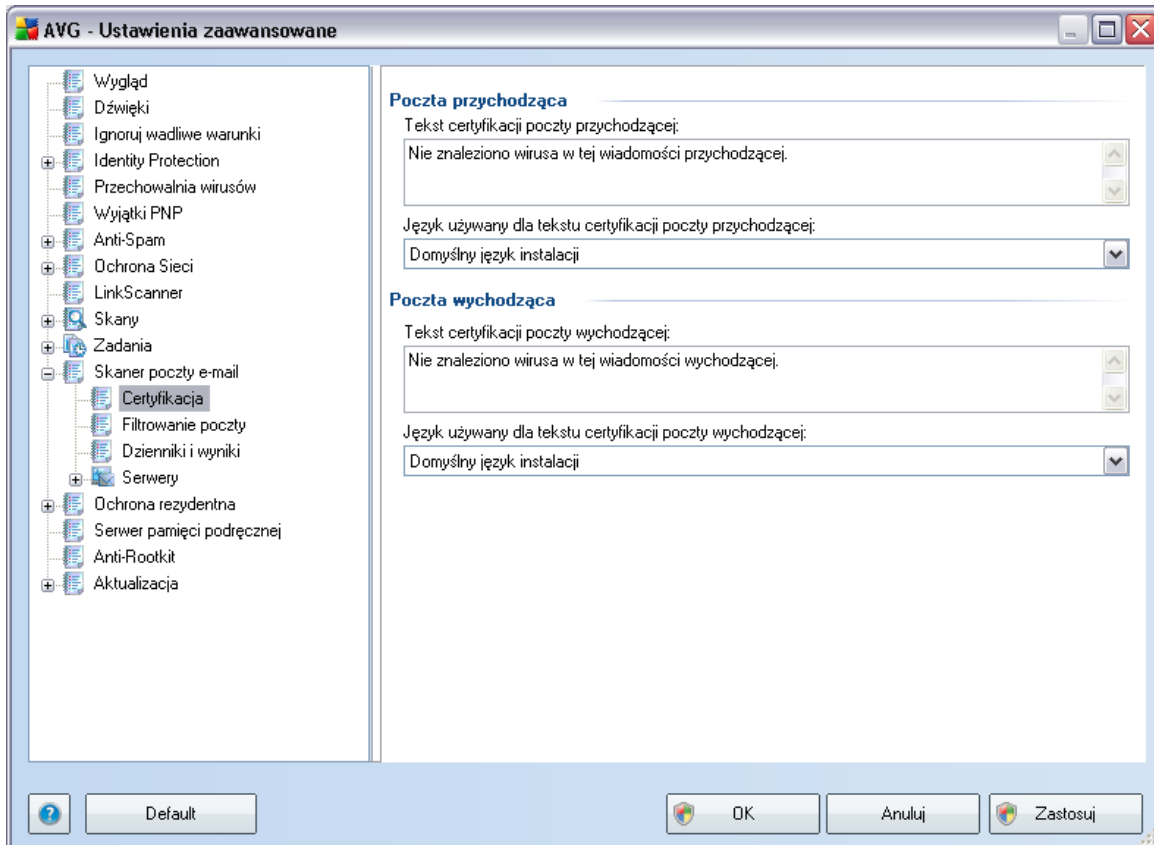 AVG - Ustawienia zaawansowane
Wygląd
Dźwięki
Ignoruj wadliwe warunki
Identity Protection
Przechowalnia wirusów
Wyjątki PNP
Anti-Spam
Ochrona Sieci
LinkScanner
Skany
Zadania
Skaner poczty e-mail
Certyfikacja
Filtrowanie poczty
Dzienniki i wyniki
Serwery
Ochrona rezydentna
Serwer pamięci podręcznej
Anti-Rootkit
Aktualizacja
Poczta przychodząca
Tekst certyfikacji poczty przychodzącej:
Nie znaleziono wirusa w tej wiadomości przychodzącej.
Język używany dla tekstu certyfikacji poczty przychodzącej:
Domyślny język instalacji
Poczta wychodząca
Tekst certyfikacji poczty wychodzącej:
Nie znaleziono wirusa w tej wiadomości wychodzącej.
Język używany dla tekstu certyfikacji poczty wychodzącej:
Domyślny język instalacji
Default
OK
Anuluj
Zastosuj